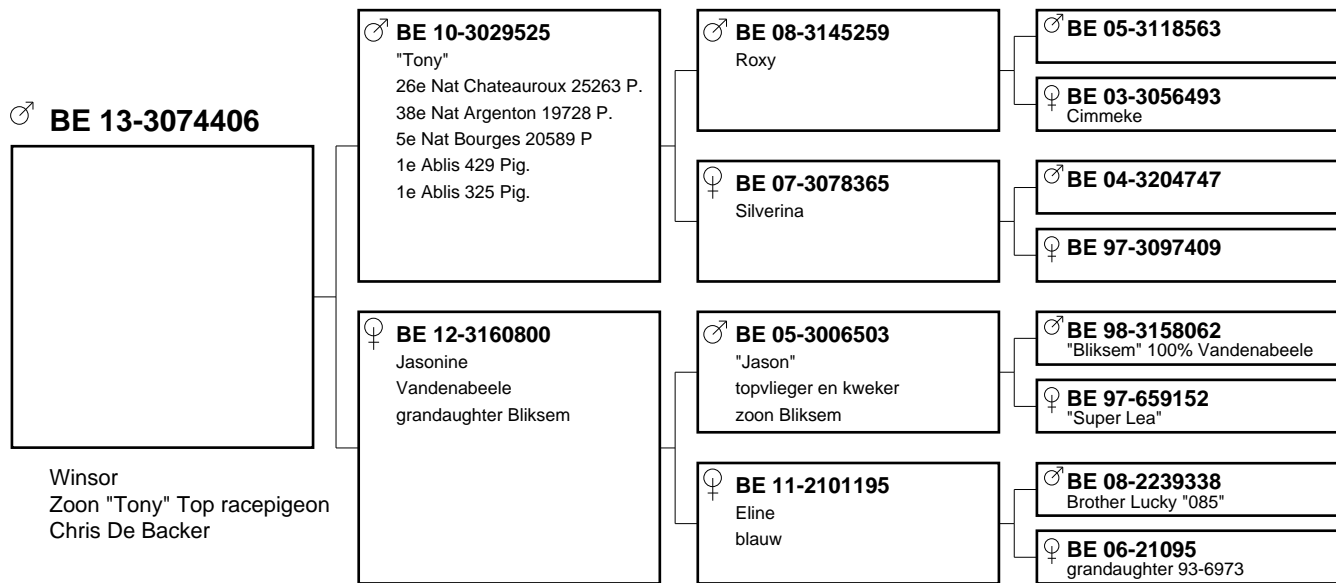 BE 13-3074406
Winsor
Zoon "Tony" Top racepigeon
Chris De Backer
BE 10-3029525
"Tony"
26e Nat Chateauroux 25263 P.
38e Nat Argenton 19728 P.
5e Nat Bourges 20589 P
1e Ablis 429 Pig.
1e Ablis 325 Pig.
BE 12-3160800
Jasonine
Vandenabeele
grandaughter Bliksem
BE 08-3145259
Roxy
BE 07-3078365
Silverina
BE 05-3006503
"Jason"
topvlieger en kweker
zoon Bliksem
BE 11-2101195
Eline
blauw
BE 05-3118563
BE 03-3056493
Cimmeke
BE 04-3204747
BE 97-3097409
BE 98-3158062
"Bliksem" 100% Vandenabeele
BE 97-659152
"Super Lea"
BE 08-2239338
Brother Lucky "085"
BE 06-21095
grandaughter 93-6973